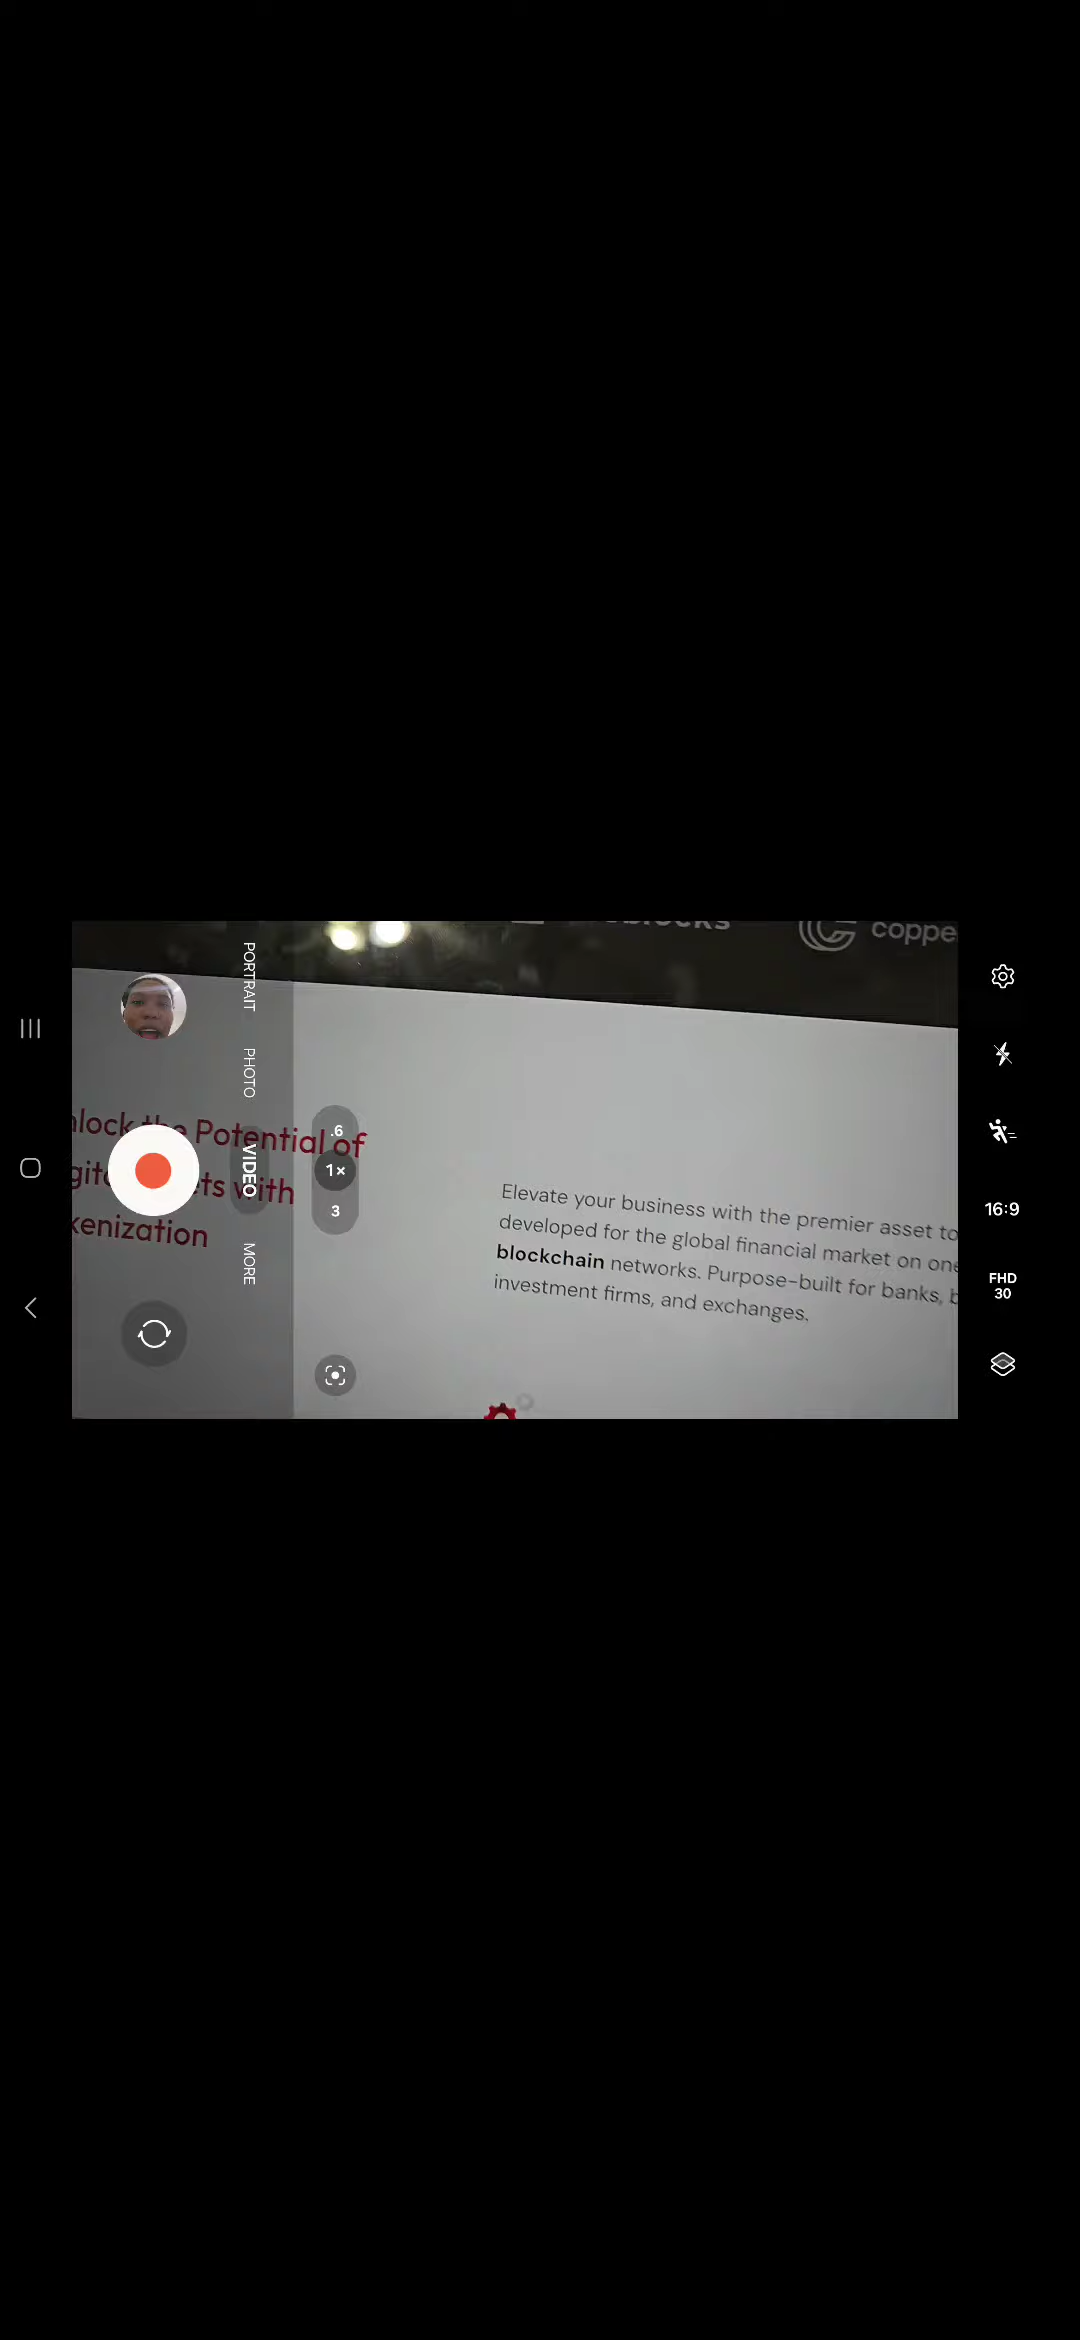 coppe
PORTRAIT
PHOTO
VIDEO
MORE
.6
1×
3
16:9
FHD
30
Potential of
with
kenization
Elevate your business with the premier asset to
developed for the global financial market on one
blockchain networks. Purpose-built for banks, b
investment firms, and exchanges.